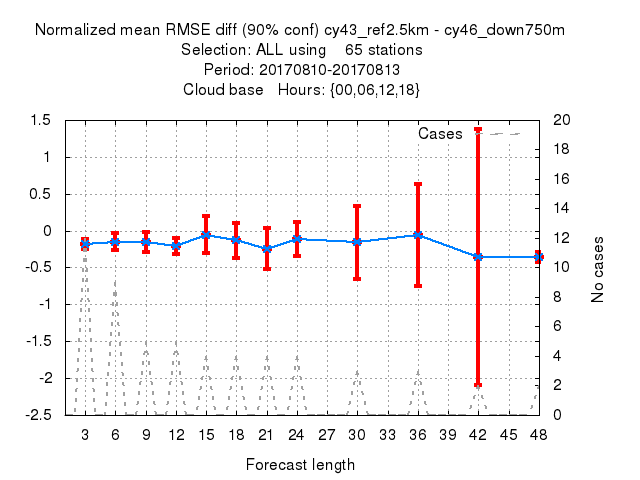 Normalized mean RMSE diff (90% conf) cy43_ref2.5km - cy46_down750m
Selection: ALL using 65 stations
Period: 20170810-20170813
Cloud base Hours: {00,06,12,18}
Cases
1.5
1
0.5
0
-0.5
-1
-1.5
-2
-2.5
20
18
16
14
12
10
8
6
4
2
0
No cases
3 6 9 12 15 18 21 24 27 30 33 36 39 42 45 48
Forecast length